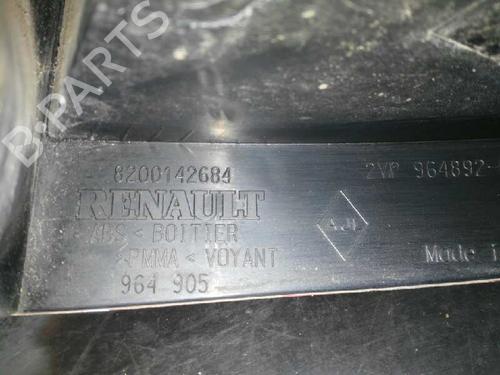 8200142684
RENAULT
ABS < BOITIER
>PMMA < VOYANT
964 905
2VP 964892-
Made i
B-PARTS